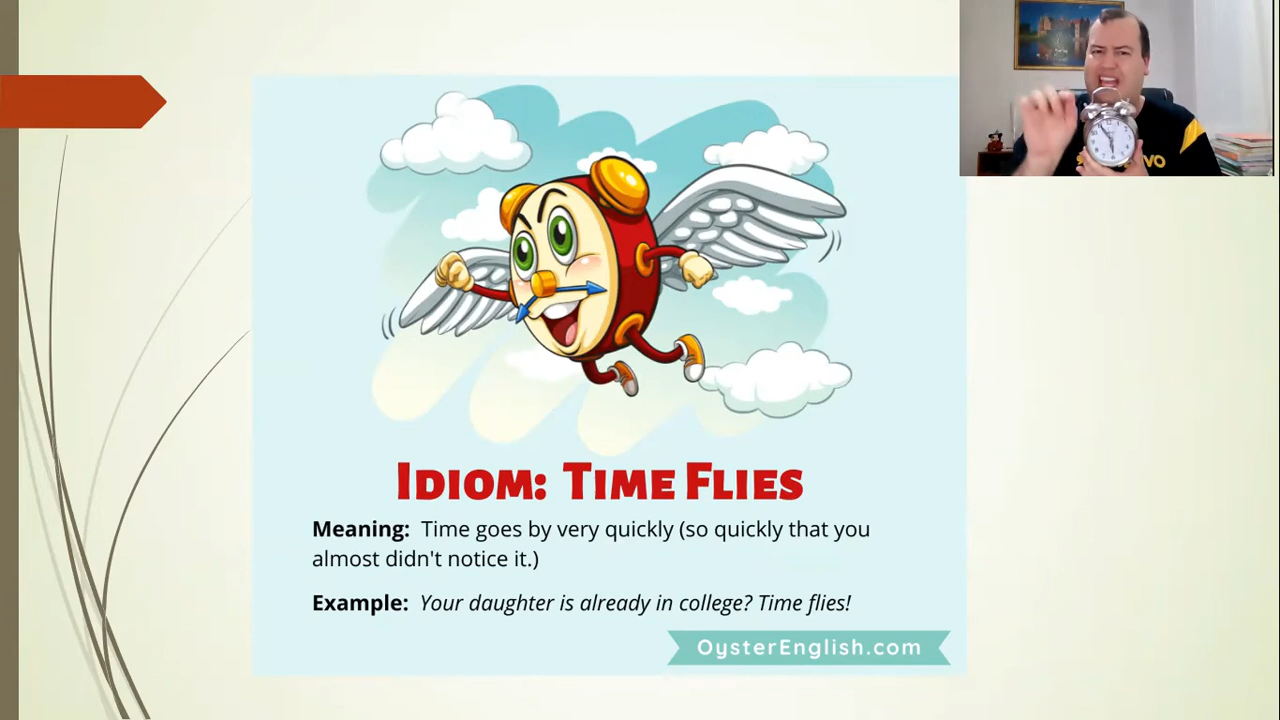 IDIOM: TIME FLIES
Meaning: Time goes by very quickly (so quickly that you
almost didn't notice it.)
Example: Your daughter is already in college? Time flies!
OysterEnglish.com